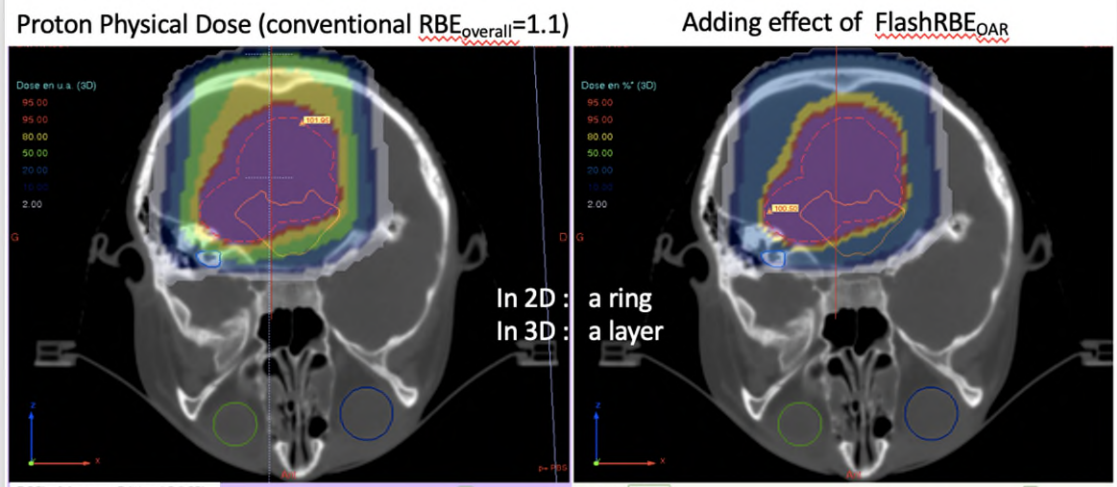 Proton Physical Dose (conventional RBEoverall=1.1)
Adding effect of FlashRBEOAR
Dose en u.a. (3D)
95.00
95.00
80.00
50.00
20.00
10.00
2.00
101.95
G
D
z
x
Dose en %* (3D)
95.00
95.00
80.00
50.00
20.00
10.00
2.00
100.50
G
z
x
In 2D : a ring
In 3D : a layer